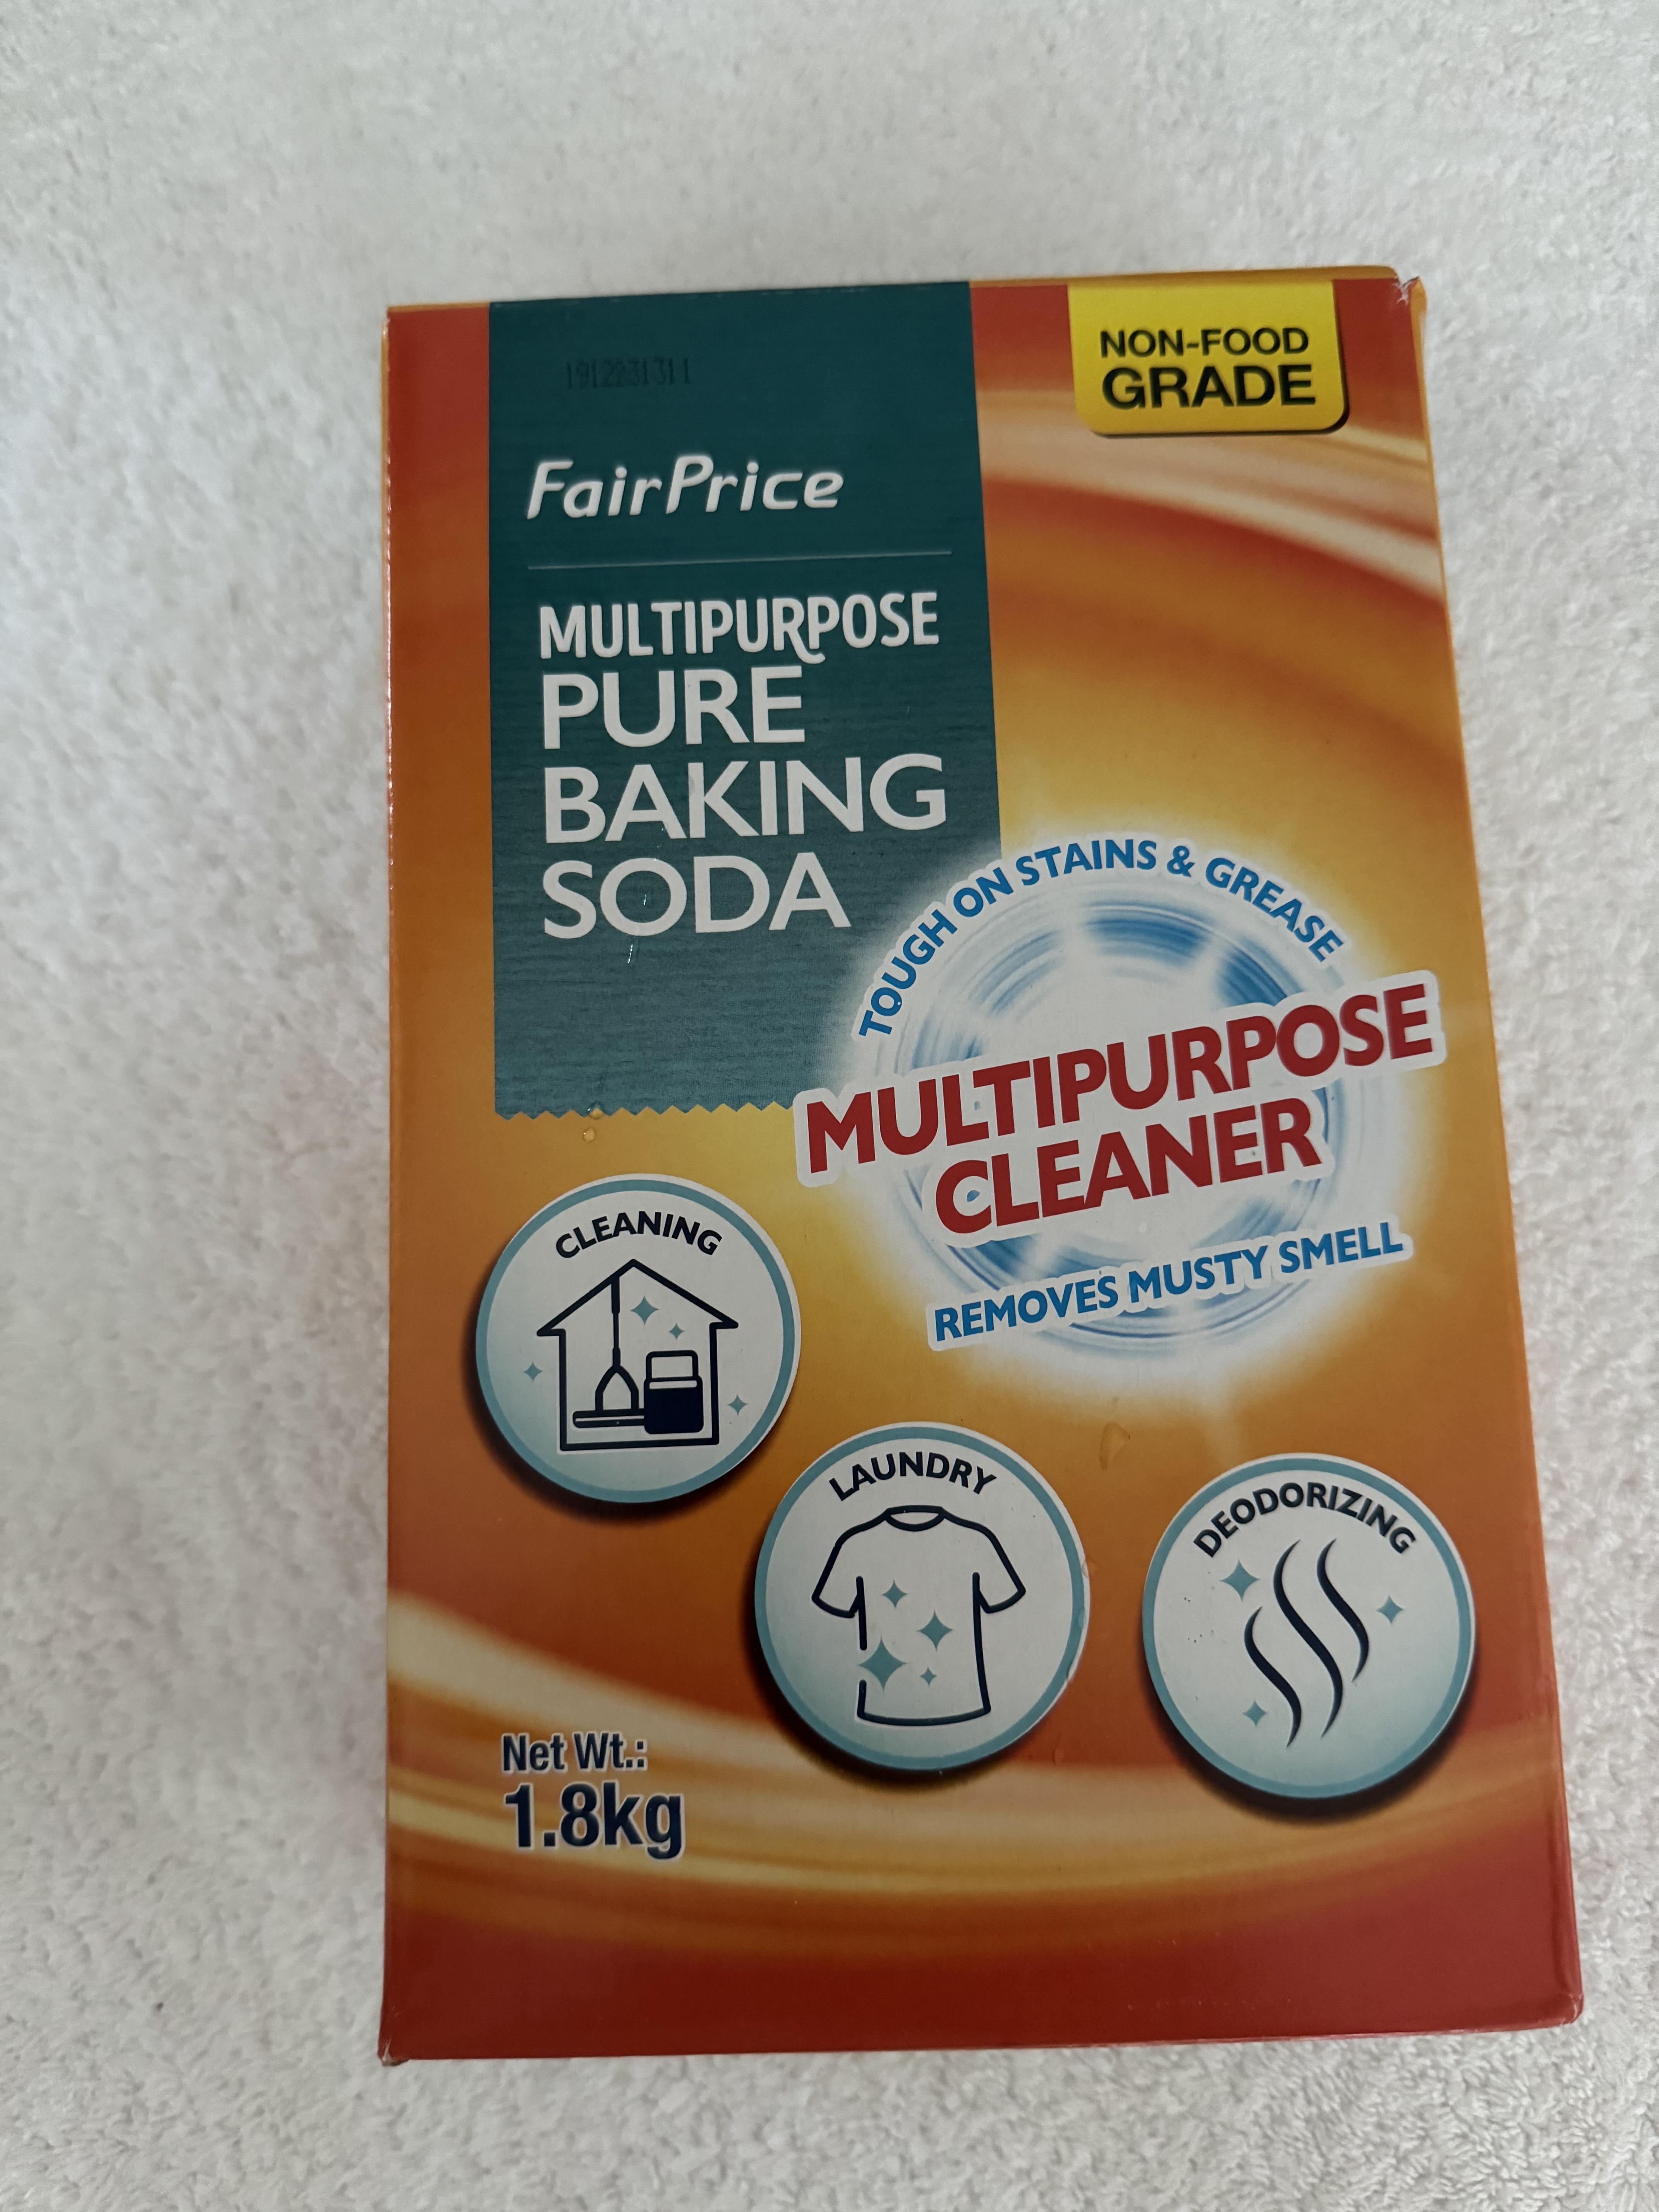 1912231311
NON-FOOD
GRADE
FairPrice
MULTIPURPOSE
PURE
BAKING
SODA
TOUGH ON STAINS & GREASE
MULTIPURPOSE
CLEANER
REMOVES MUSTY SMELL
CLEANING
LAUNDRY
DEODORIZING
Net Wt.:
1.8kg